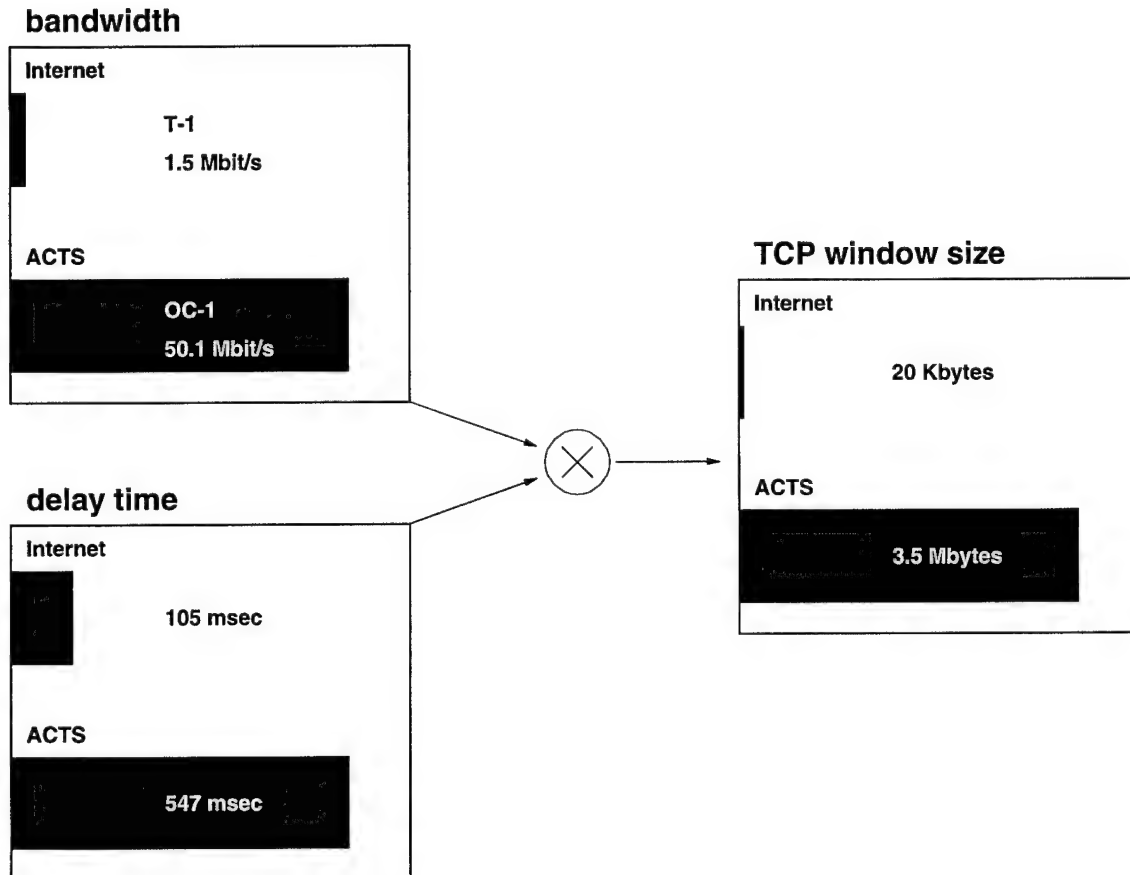 bandwidth
Internet
T-1
1.5 Mbit/s
ACTS
OC-1
50.1 Mbit/s
TCP window size
Internet
20 Kbytes
ACTS
3.5 Mbytes
delay time
Internet
105 msec
ACTS
547 msec